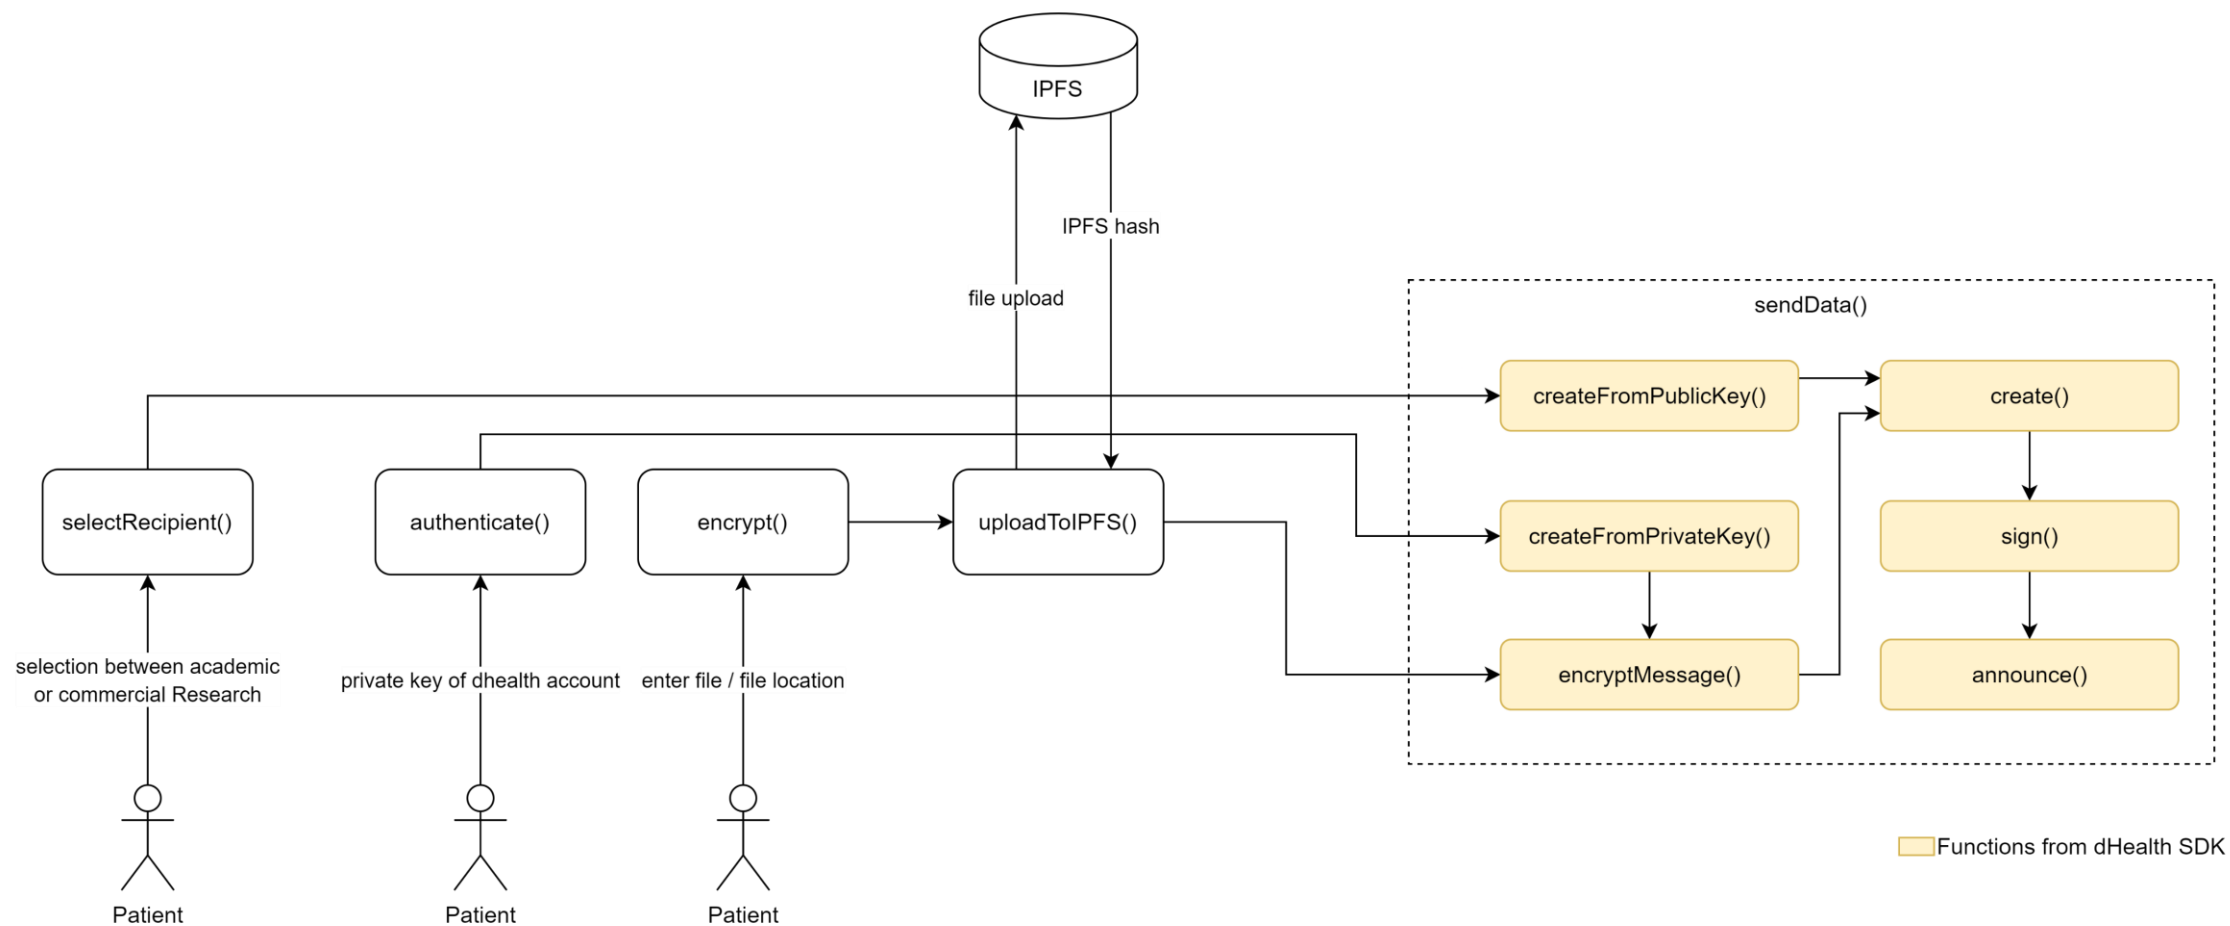 IPFS
IPFS hash
file upload
sendData()
createFromPublicKey()
create()
selectRecipient()
authenticate()
encrypt()
uploadToIPFS()
createFromPrivateKey()
sign()
selection between academic
or commercial Research
private key of dhealth account
enter file / file location
encryptMessage()
announce()
Functions from dHealth SDK
Patient
Patient
Patient